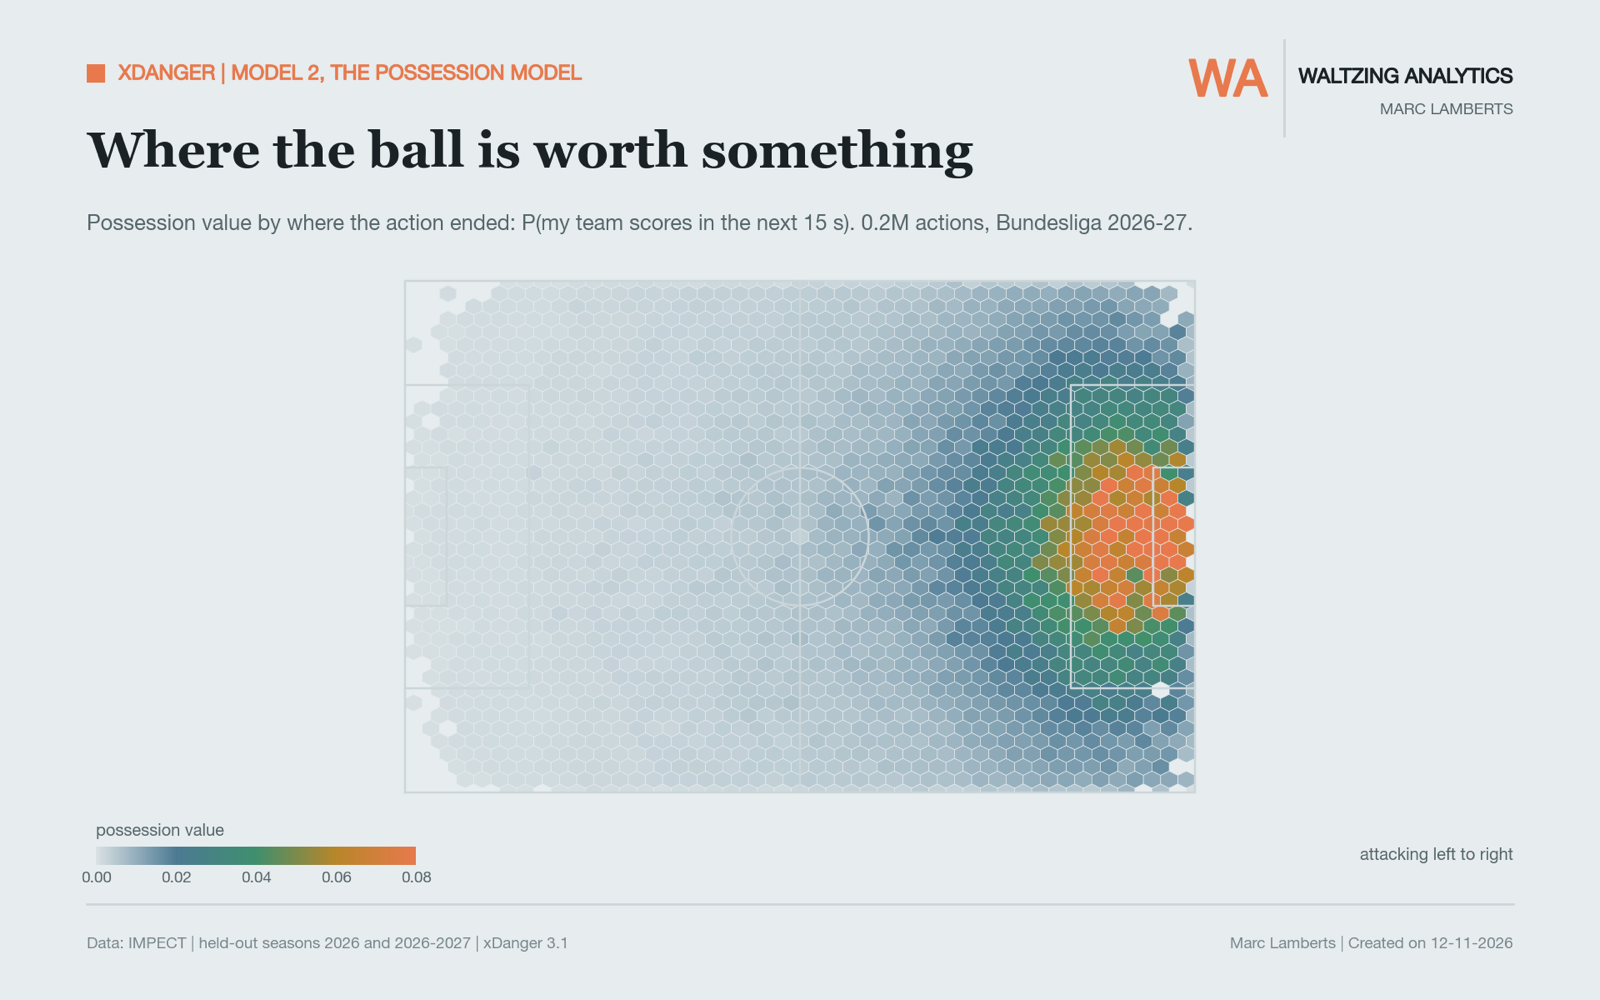 XDANGER | MODEL 2, THE POSSESSION MODEL
WA
WALTZING ANALYTICS
MARC LAMBERTS
Where the ball is worth something
Possession value by where the action ended: P(my team scores in the next 15 s). 0.2M actions, Bundesliga 2026-27.
possession value
0.00 0.02 0.04 0.06 0.08
attacking left to right
Data: IMPECT | held-out seasons 2026 and 2026-2027 | xDanger 3.1
Marc Lamberts | Created on 12-11-2026